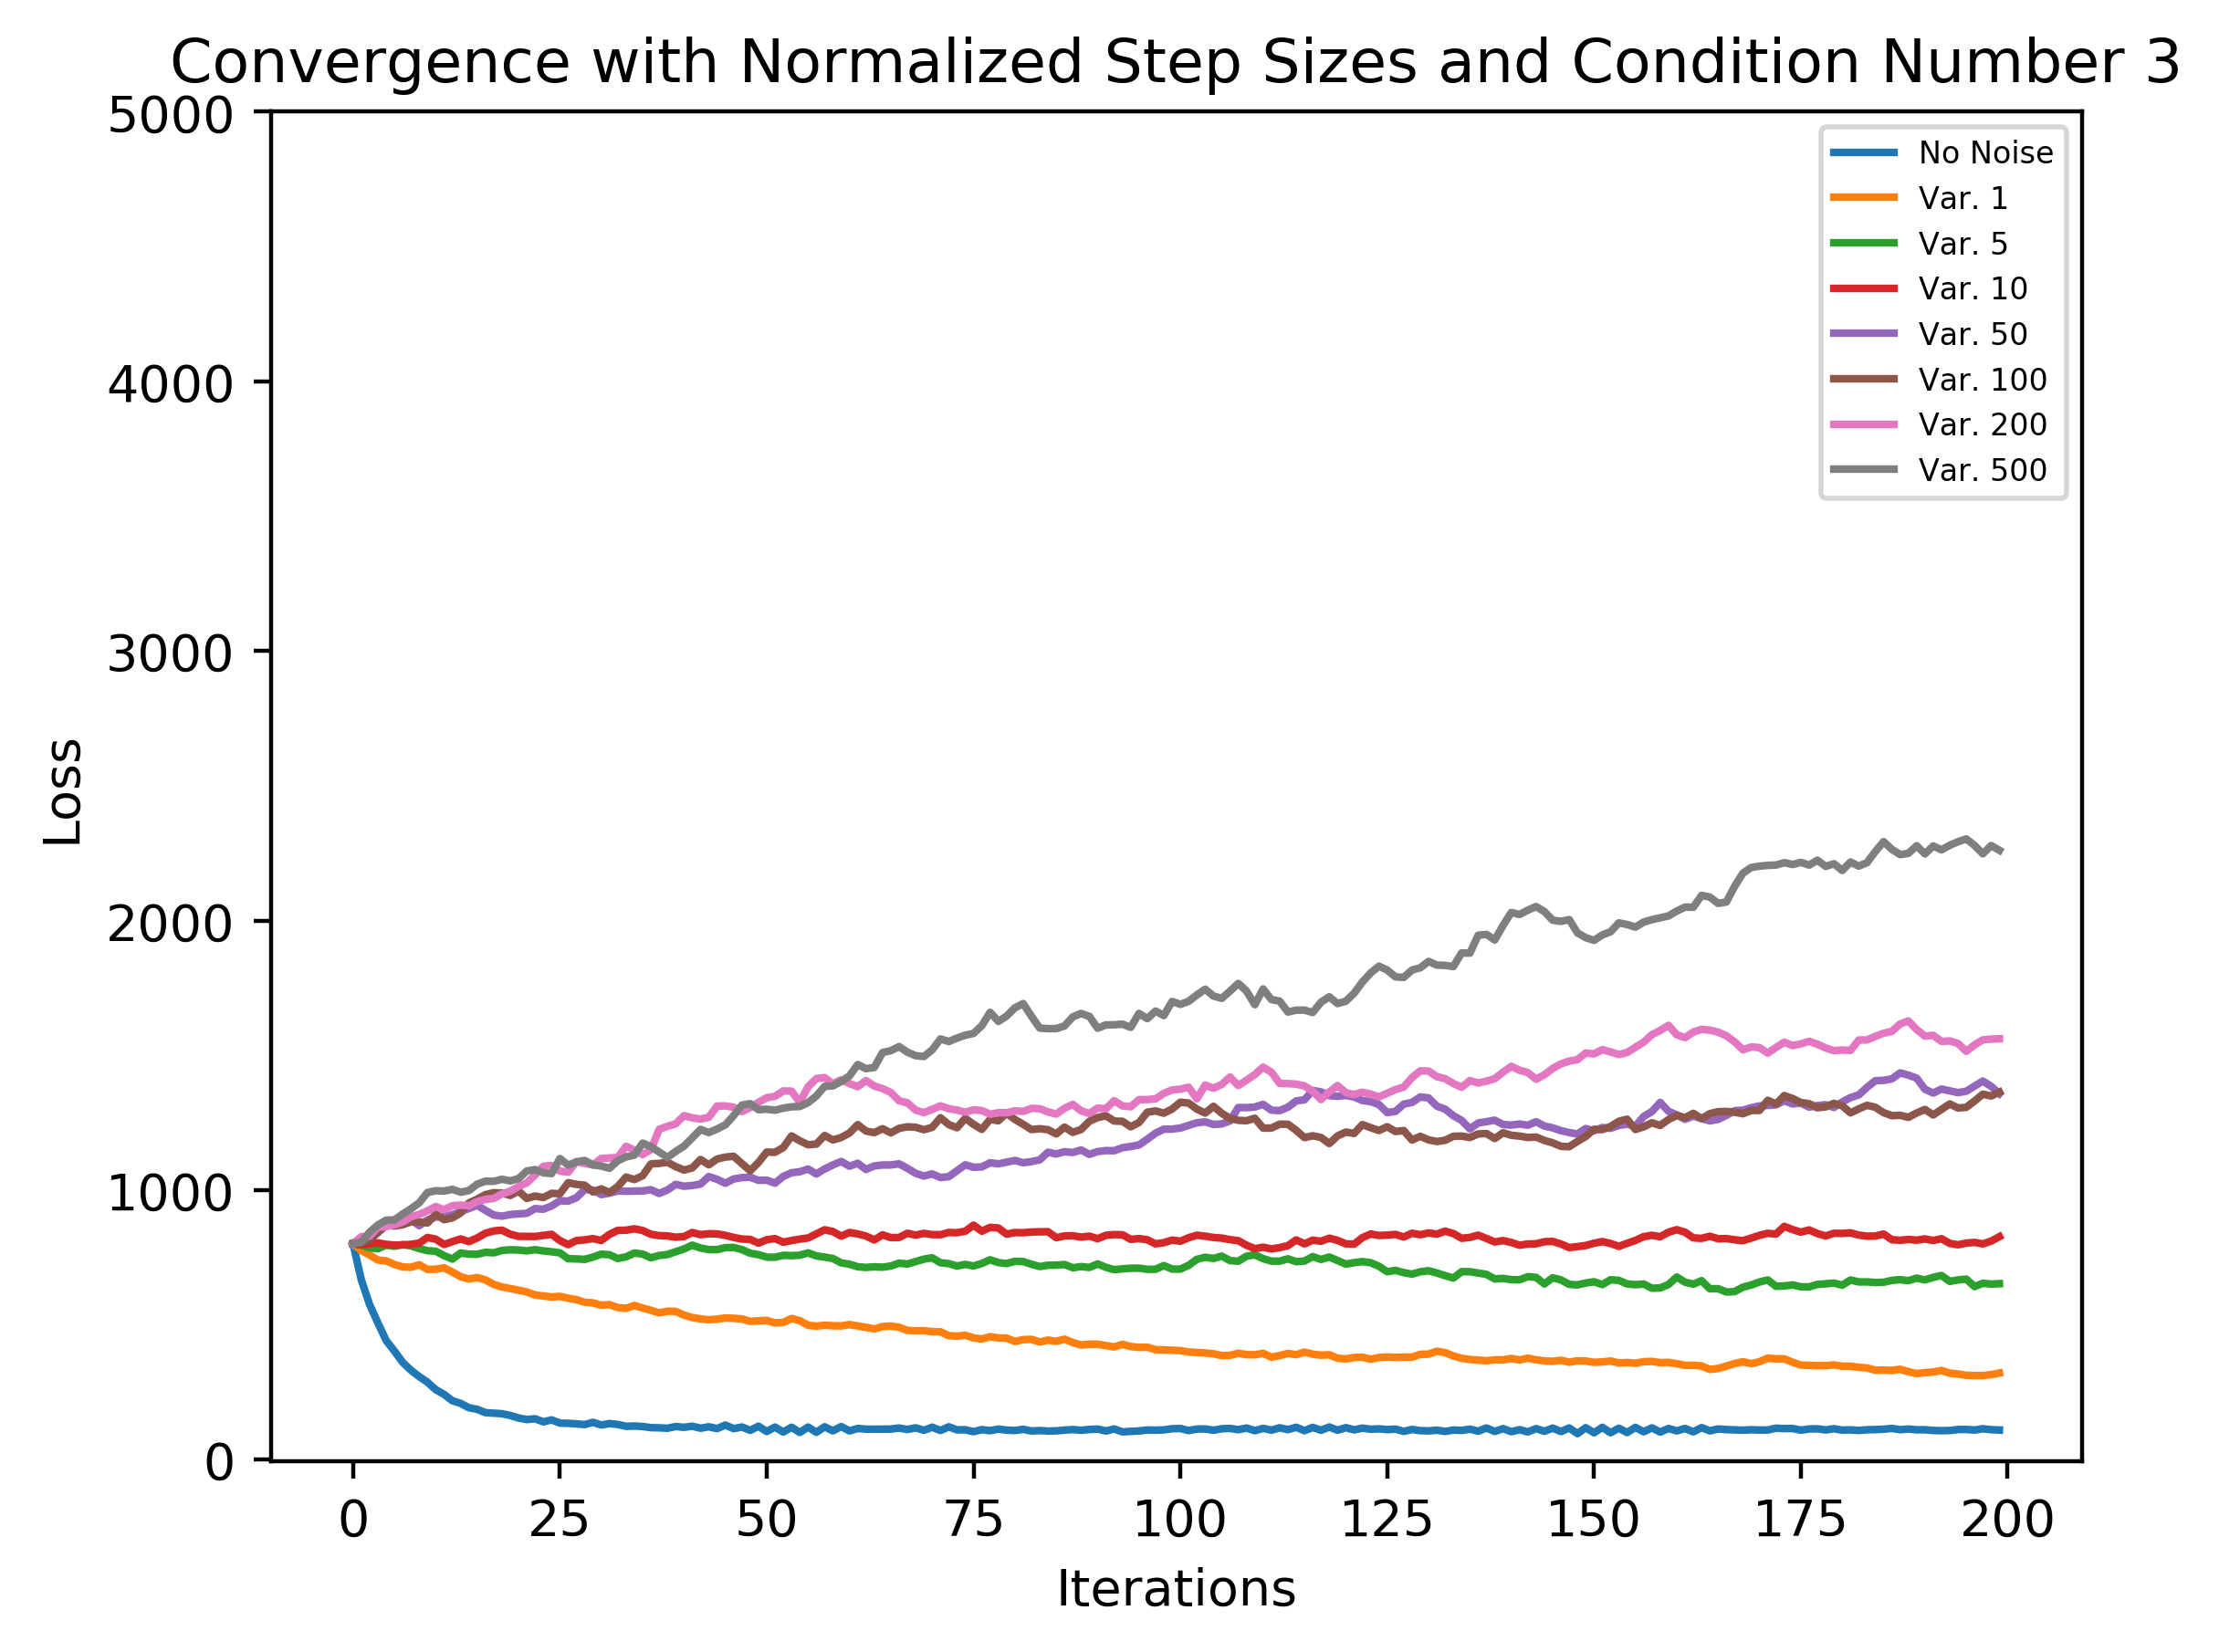 Convergence with Normalized Step Sizes and Condition Number 3
5000
4000
3000
2000
1000
0
Loss
No Noise
Var. 1
Var. 5
Var. 10
Var. 50
Var. 100
Var. 200
Var. 500
0 25 50 75 100 125 150 175 200
Iterations